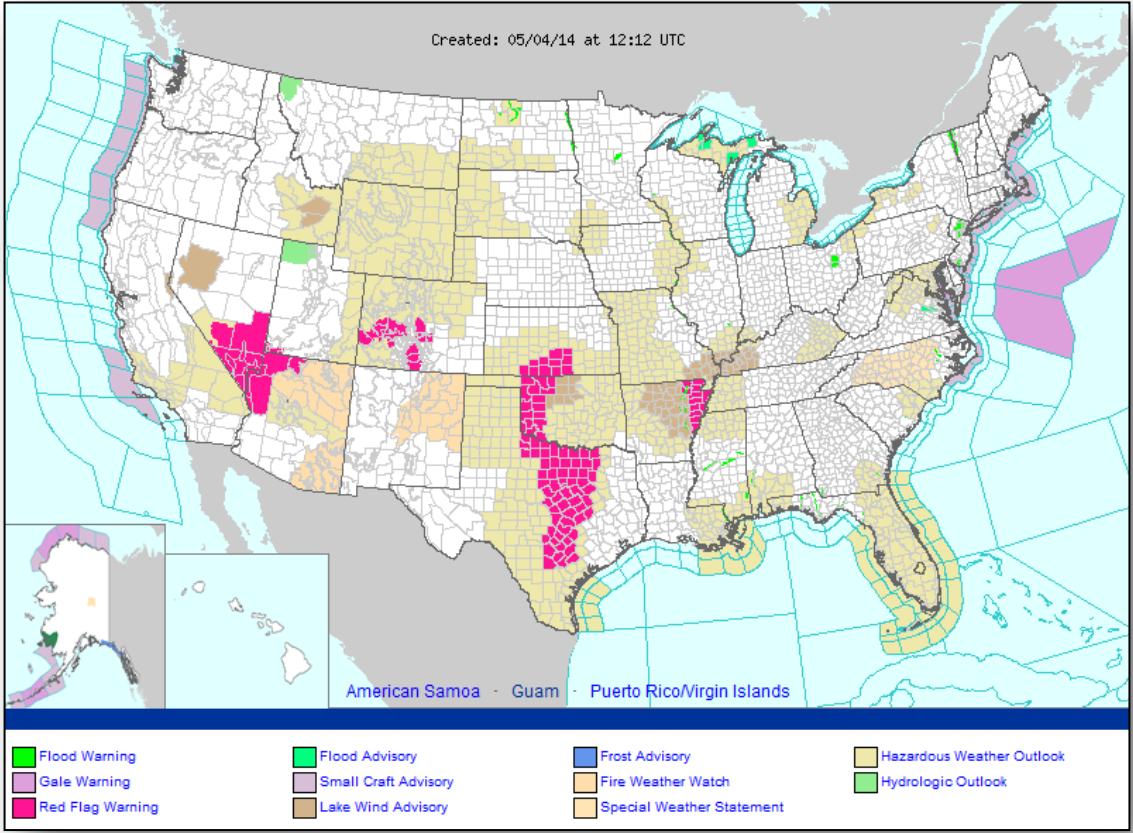 Created: 05/04/14 at 12:12 UTC
American Samoa - Guam - Puerto Rico/Virgin Islands
Flood Warning Flood Advisory Frost Advisory Hazardous Weather Outlook
Gale Warning Small Craft Advisory Fire Weather Watch Hydrologic Outlook
Red Flag Warning Lake Wind Advisory Special Weather Statement